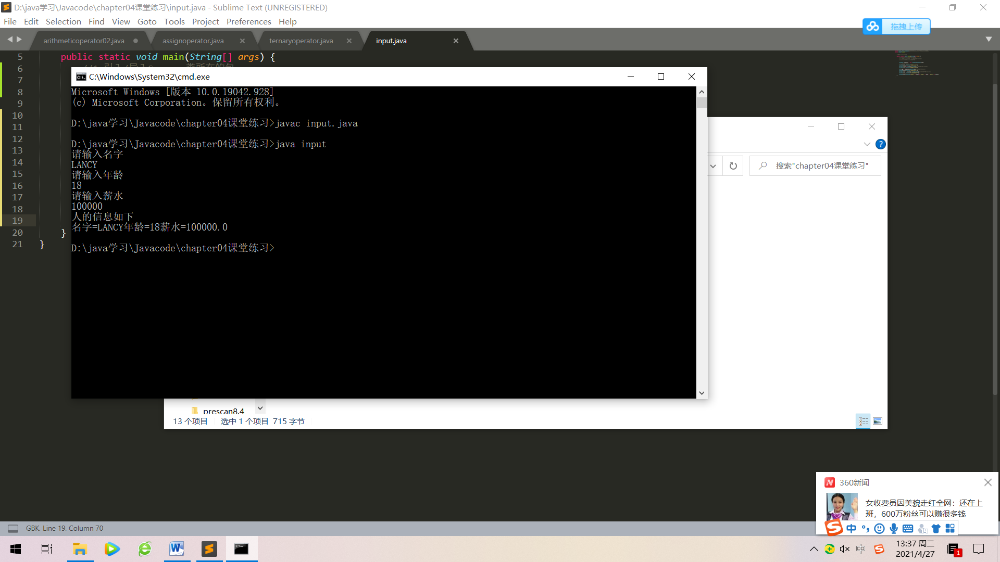 D:\java学习\Javacode\chapter04课堂练习\input.java - Sublime Text (UNREGISTERED)
File Edit Selection Find View Goto Tools Project Preferences Help
拖拽上传
arithmeticoperator02.java
assignoperator.java
ternaryoperator.java
input.java
5 public static void main(String[] args) {
6
7
8
9
10
11
12
13
14
15
16
17
18
19
20 }
21 }
C:\Windows\System32\cmd.exe
Microsoft Windows [版本 10.0.19042.928]
(c) Microsoft Corporation。保留所有权利。
D:\java学习\Javacode\chapter04课堂练习>javac input.java
D:\java学习\Javacode\chapter04课堂练习>java input
请输入名字
LANCY
请输入年龄
18
请输入薪水
100000
人的信息如下
名字=LANCY年龄=18薪水=100000.0
D:\java学习\Javacode\chapter04课堂练习>
搜索"chapter04课堂练习"
prescan8.4
13 个项目 选中 1 个项目 715 字节
360新闻
女收费员因美貌走红全网：还在上
班，600万粉丝可以赚很多钱
中
GBK, Line 19, Column 70
中
13:37 周二
2021/4/27
1